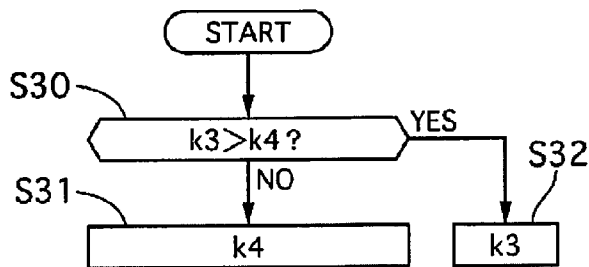 START
S30
k3>k4?
YES
NO
S31
S32
k4
k3